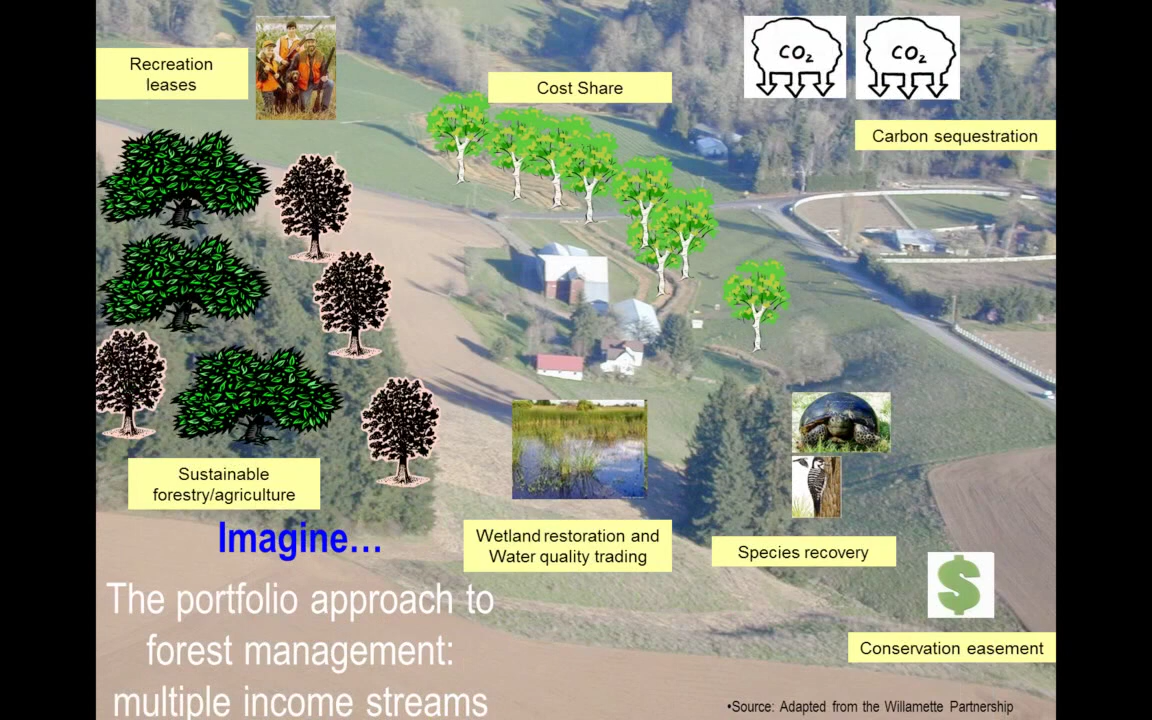 Recreation
leases
Cost Share
CO2
CO2
Carbon sequestration
Sustainable
forestry/agriculture
Imagine...
The portfolio approach to
forest management:
multiple income streams
Wetland restoration and
Water quality trading
Species recovery
$
Conservation easement
•Source: Adapted from the Willamette Partnership